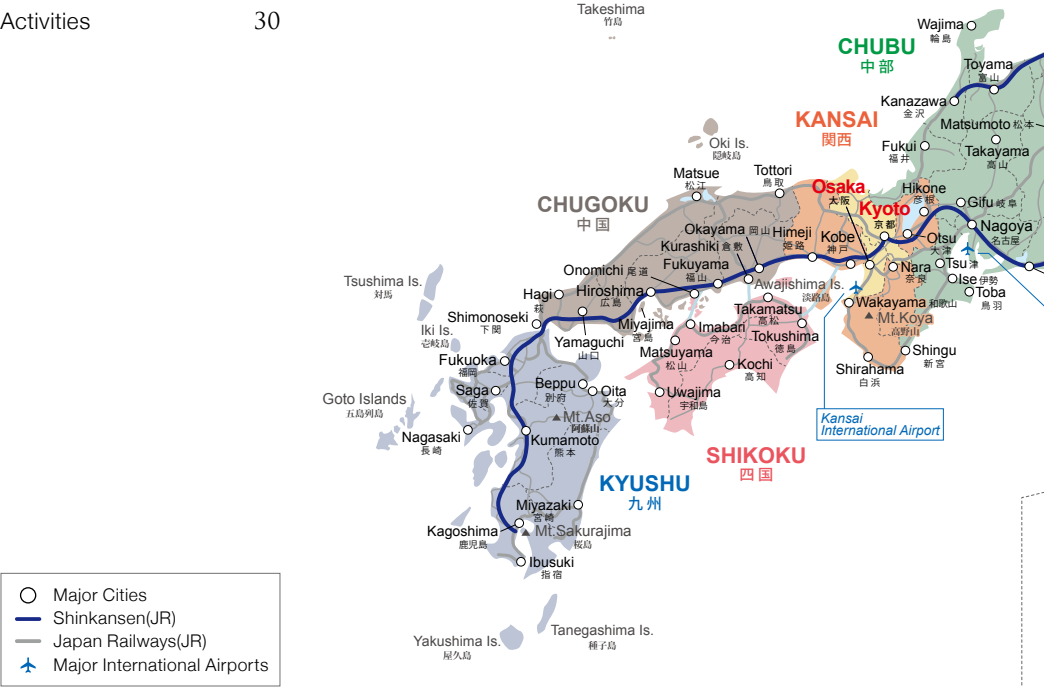 Activities 30
Takeshima
竹島
Wajima
輪島
CHUBU
中部
Toyama
富山
Kanazawa
金沢
KANSAI
関西
Matsumoto 松本
Oki Is.
隠岐島
Fukui
福井
Takayama
高山
Matsue
松江
Tottori
鳥取
Osaka
大阪
Hikone
彦根
CHUGOKU
中国
Kyoto
京都
Gifu 岐阜
Okayama 岡山
Himeji
姫路
Kobe
神戸
Otsu
大津
Nagoya
名古屋
Kurashiki 倉敷
Onomichi 尾道
Fukuyama
福山
Nara
奈良
Tsu 津
Tsushima Is.
対馬
Hagi
萩
Hiroshima
広島
Awajishima Is.
淡路島
Ise 伊勢
Toba
鳥羽
Takamatsu
高松
Wakayama 和歌山
Mt.Koya
高野山
Shimonoseki
下関
Iki Is.
壱岐島
Miyajima
宮島
Imabari
今治
Tokushima
徳島
Yamaguchi
山口
Matsuyama
松山
Shingu
新宮
Fukuoka
福岡
Kochi
高知
Shirahama
白浜
Saga
佐賀
Beppu
別府
Oita
大分
Uwajima
宇和島
Goto Islands
五島列島
Mt.Aso
阿蘇山
Kansai
International Airport
Nagasaki
長崎
Kumamoto
熊本
SHIKOKU
四国
KYUSHU
九州
Miyazaki
宮崎
Kagoshima
鹿児島
Mt.Sakurajima
桜島
Ibusuki
指宿
Major Cities
Shinkansen(JR)
Japan Railways(JR)
Major International Airports
Yakushima Is.
屋久島
Tanegashima Is.
種子島